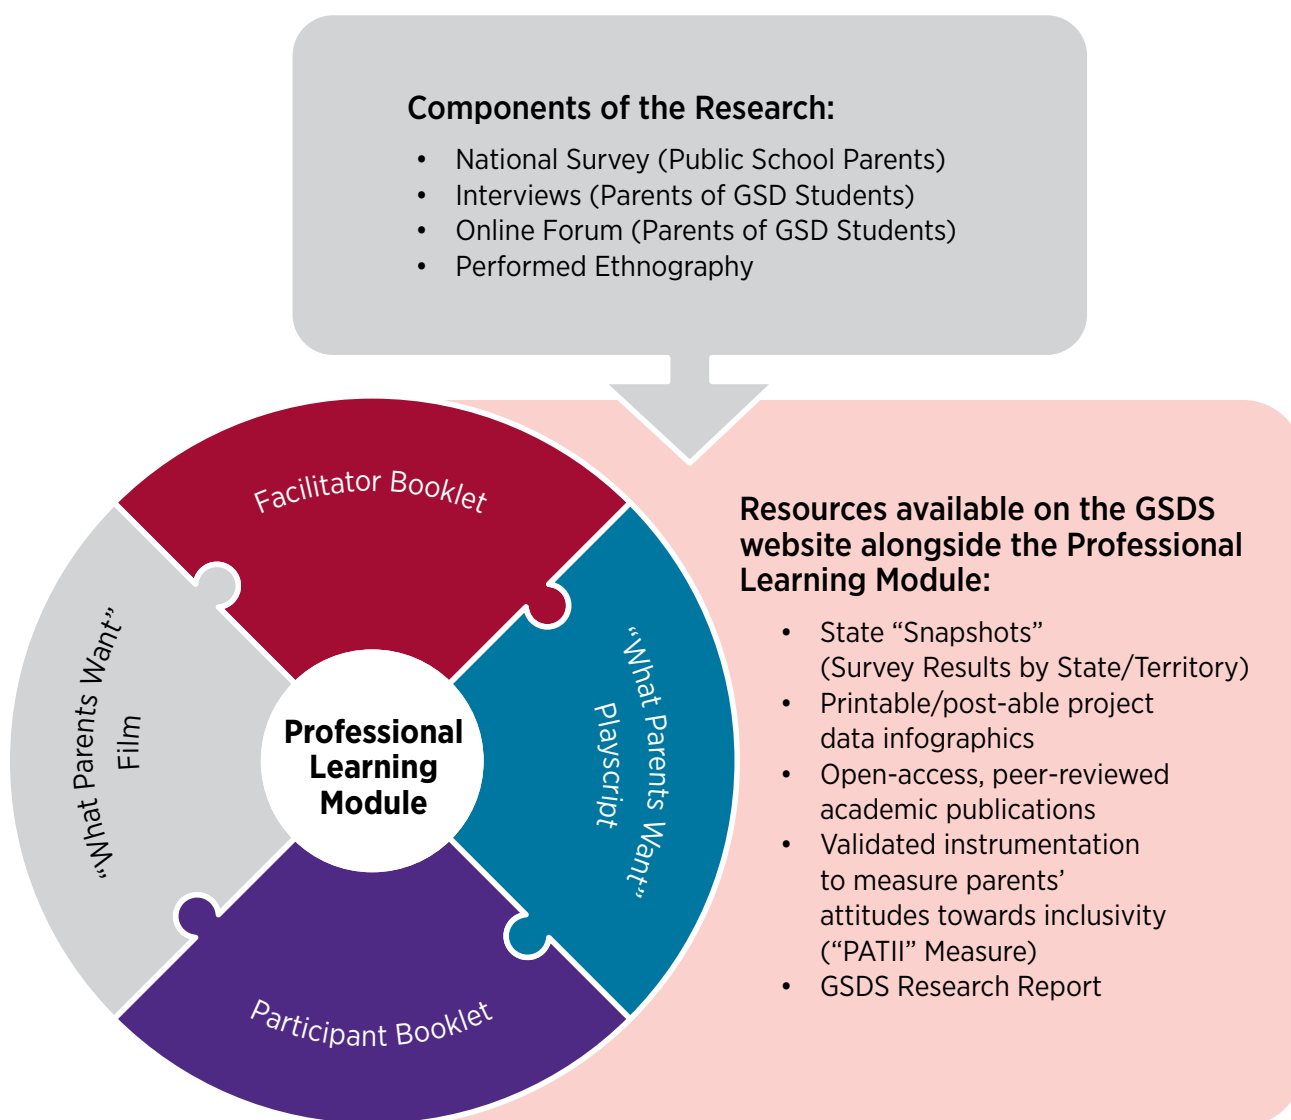 Components of the Research:
• National Survey (Public School Parents)
• Interviews (Parents of GSD Students)
• Online Forum (Parents of GSD Students)
• Performed Ethnography
Facilitator Booklet
“What Parents Want”
Playscript
Participant Booklet
“What Parents Want”
Film
Professional
Learning
Module
Resources available on the GSDS
website alongside the Professional
Learning Module:
• State “Snapshots”
(Survey Results by State/Territory)
• Printable/post-able project
data infographics
• Open-access, peer-reviewed
academic publications
• Validated instrumentation
to measure parents’
attitudes towards inclusivity
(“PATII” Measure)
• GSDS Research Report